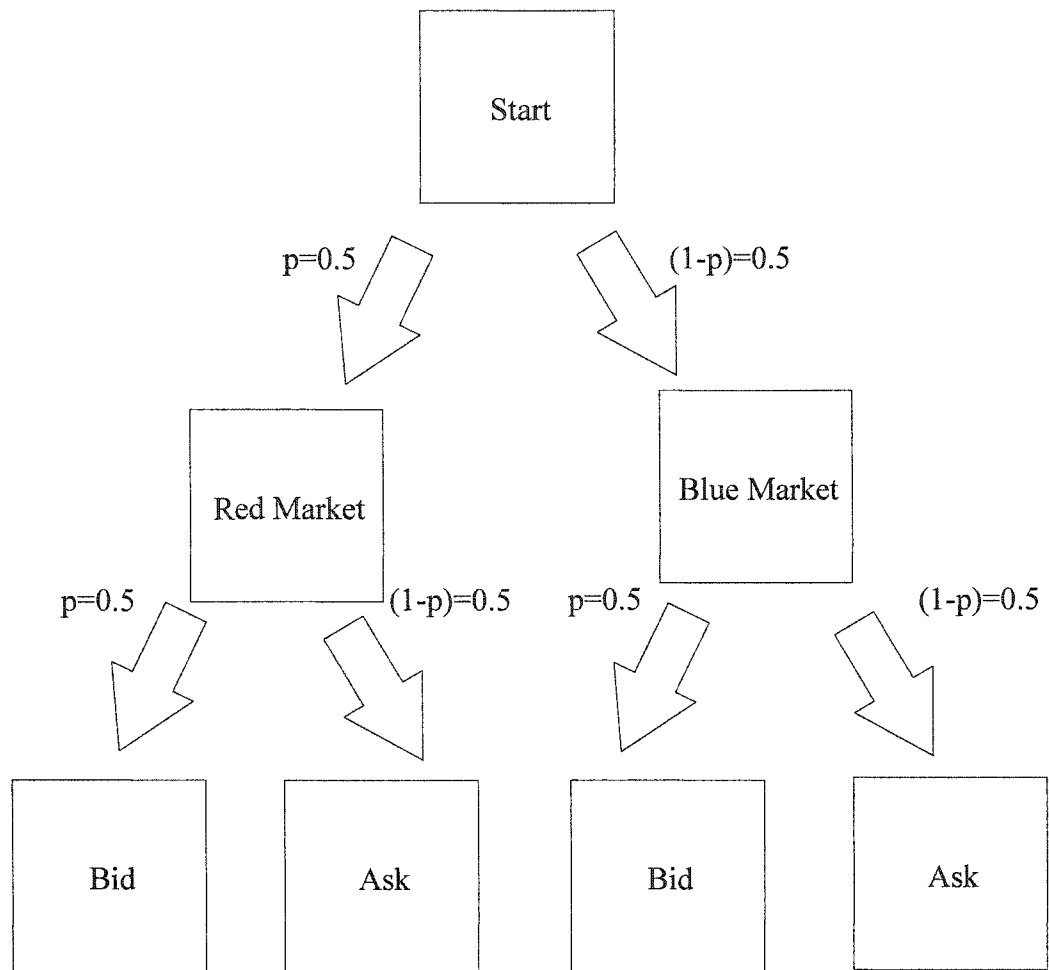 Start
p=0.5
(1-p)=0.5
Red Market
Blue Market
p=0.5
(1-p)=0.5
p=0.5
(1-p)=0.5
Bid
Ask
Bid
Ask